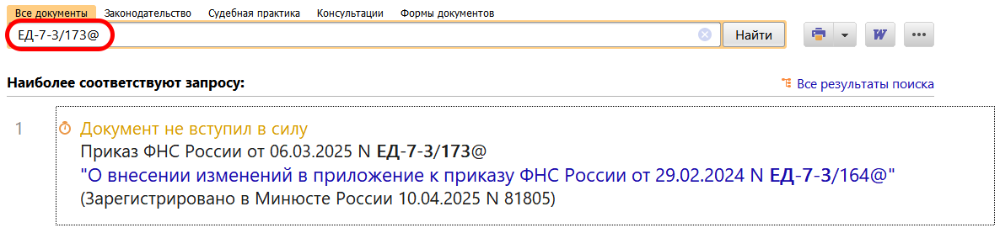 Все документы Законодательство Судебная практика Консультации Формы документов
ЕД-7-3/173@ Найти
Наиболее соответствуют запросу: Все результаты поиска
1 Документ не вступил в силу
Приказ ФНС России от 06.03.2025 N ЕД-7-3/173@
"О внесении изменений в приложение к приказу ФНС России от 29.02.2024 N ЕД-7-3/164@"
(Зарегистрировано в Минюсте России 10.04.2025 N 81805)